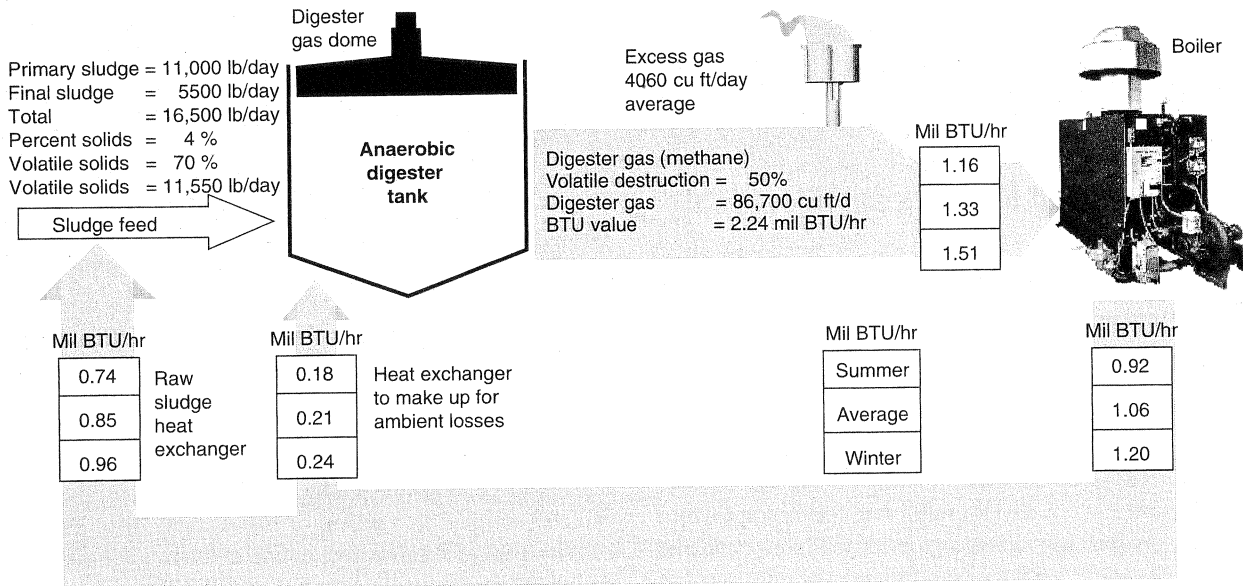 Digester
gas dome
Primary sludge = 11,000 lb/day
Final sludge = 5500 lb/day
Total = 16,500 lb/day
Percent solids = 4 %
Volatile solids = 70 %
Volatile solids = 11,550 lb/day
Sludge feed
Anaerobic
digester
tank
Excess gas
4060 cu ft/day
average
Digester gas (methane)
Volatile destruction = 50%
Digester gas = 86,700 cu ft/d
BTU value = 2.24 mil BTU/hr
Mil BTU/hr
1.16
1.33
1.51
Boiler
Mil BTU/hr
0.74
0.85
0.96
Raw
sludge
heat
exchanger
Mil BTU/hr
0.18
0.21
0.24
Heat exchanger
to make up for
ambient losses
Mil BTU/hr
Summer
Average
Winter
Mil BTU/hr
0.92
1.06
1.20